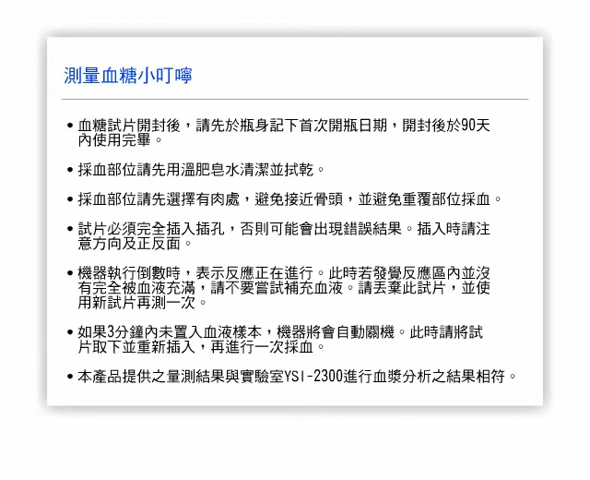 測量血糖小叮嚀
•血糖試片開封後，請先於瓶身記下首次開瓶日期，開封後於90天
內使用完畢。
•採血部位請先用溫肥皂水清潔並拭乾。
•採血部位請先選擇有肉處，避免接近骨頭，並避免重覆部位採血。
•試片必須完全插入插孔，否則可能會出現錯誤結果。插入時請注
意方向及正反面。
•機器執行倒數時，表示反應正在進行。此時若發覺反應區內並沒
有完全被血液充滿，請不要嘗試補充血液。請丟棄此試片，並使
用新試片再測一次。
•如果3分鐘內未置入血液樣本，機器將會自動關機。此時請將試
片取下並重新插入，再進行一次採血。
•本產品提供之量測結果與實驗室YSI-2300進行血漿分析之結果相符。